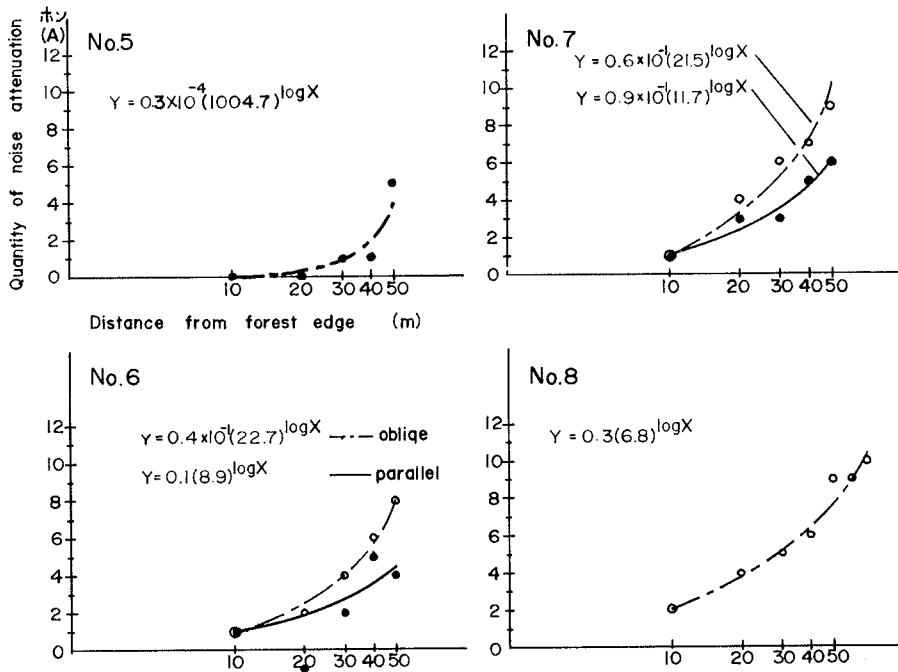 ホン
(A)
Quantity of noise attenuation
No.5
Y = 0.3×10⁻⁴(1004.7)^logX
12
10
8
6
4
2
0
10 20 30 40 50
Distance from forest edge (m)
No.7
Y = 0.6×10⁻¹(21.5)^logX
Y = 0.9×10⁻¹(11.7)^logX
12
10
8
6
4
2
0
10 20 30 40 50
No.6
Y = 0.4×10⁻¹(22.7)^logX obliqe
Y = 0.1(8.9)^logX parallel
12
10
8
6
4
2
0
10 20 30 40 50
No.8
Y = 0.3(6.8)^logX
12
10
8
6
4
2
0
10 20 30 40 50